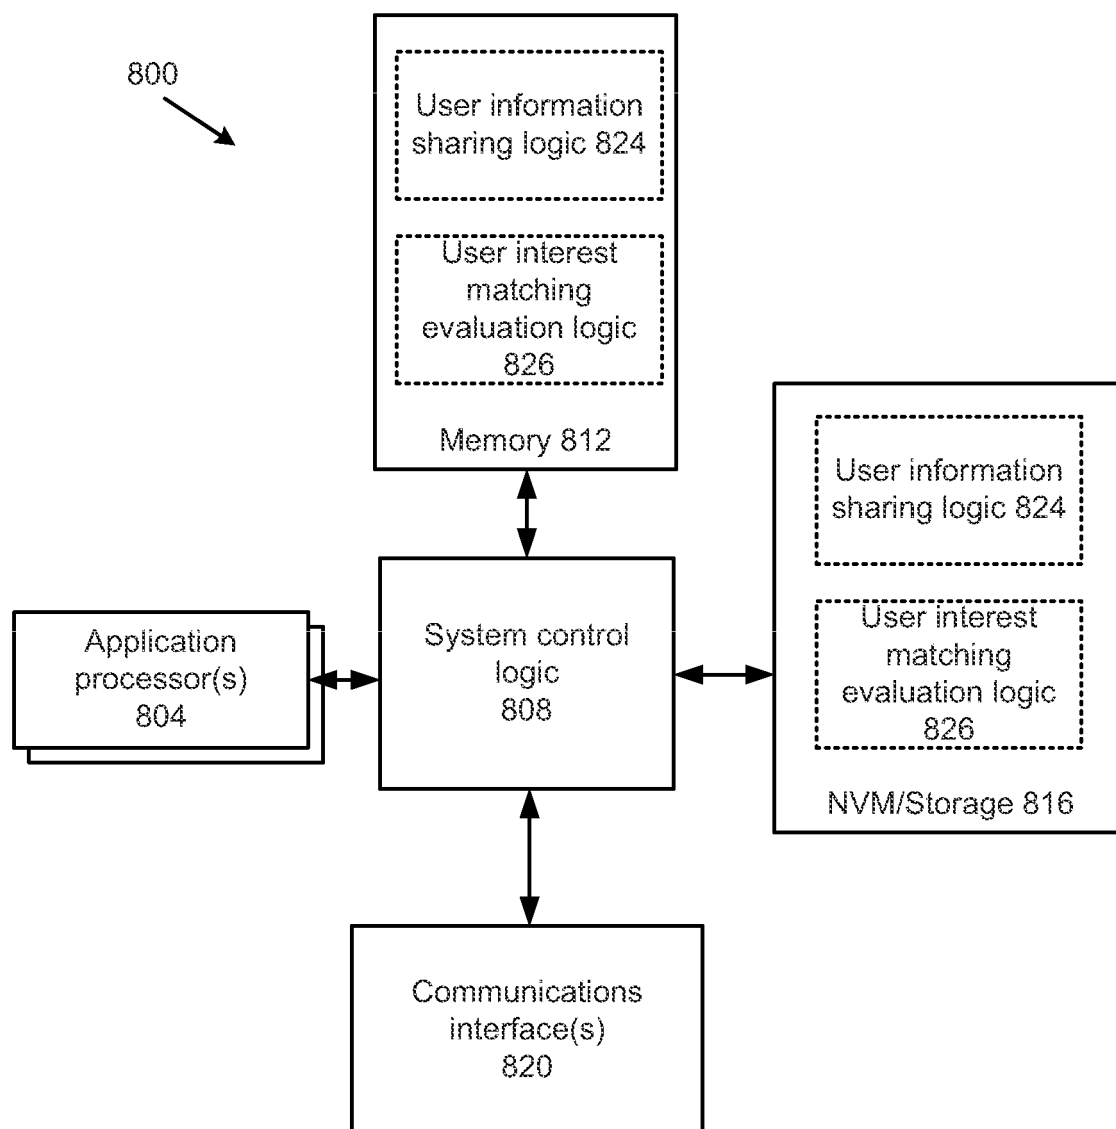 800
User information
sharing logic 824
User interest
matching
evaluation logic
826
Memory 812
User information
sharing logic 824
User interest
matching
evaluation logic
826
NVM/Storage 816
Application
processor(s)
804
System control
logic
808
Communications
interface(s)
820